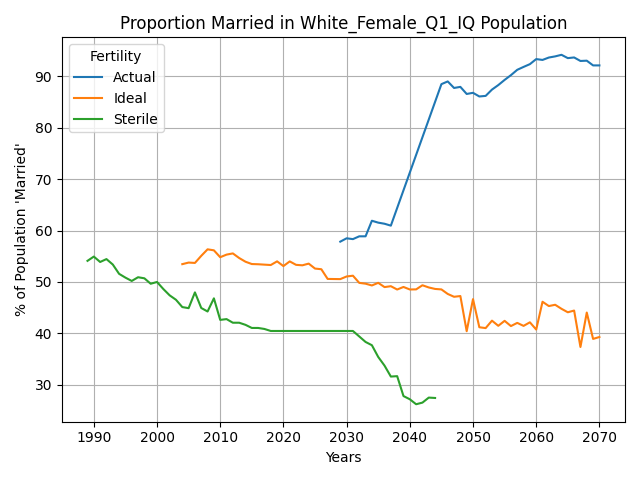 Proportion Married in White_Female_Q1_IQ Population
Fertility
Actual
Ideal
Sterile
% of Population 'Married'
90
80
70
60
50
40
30
1990 2000 2010 2020 2030 2040 2050 2060 2070
Years